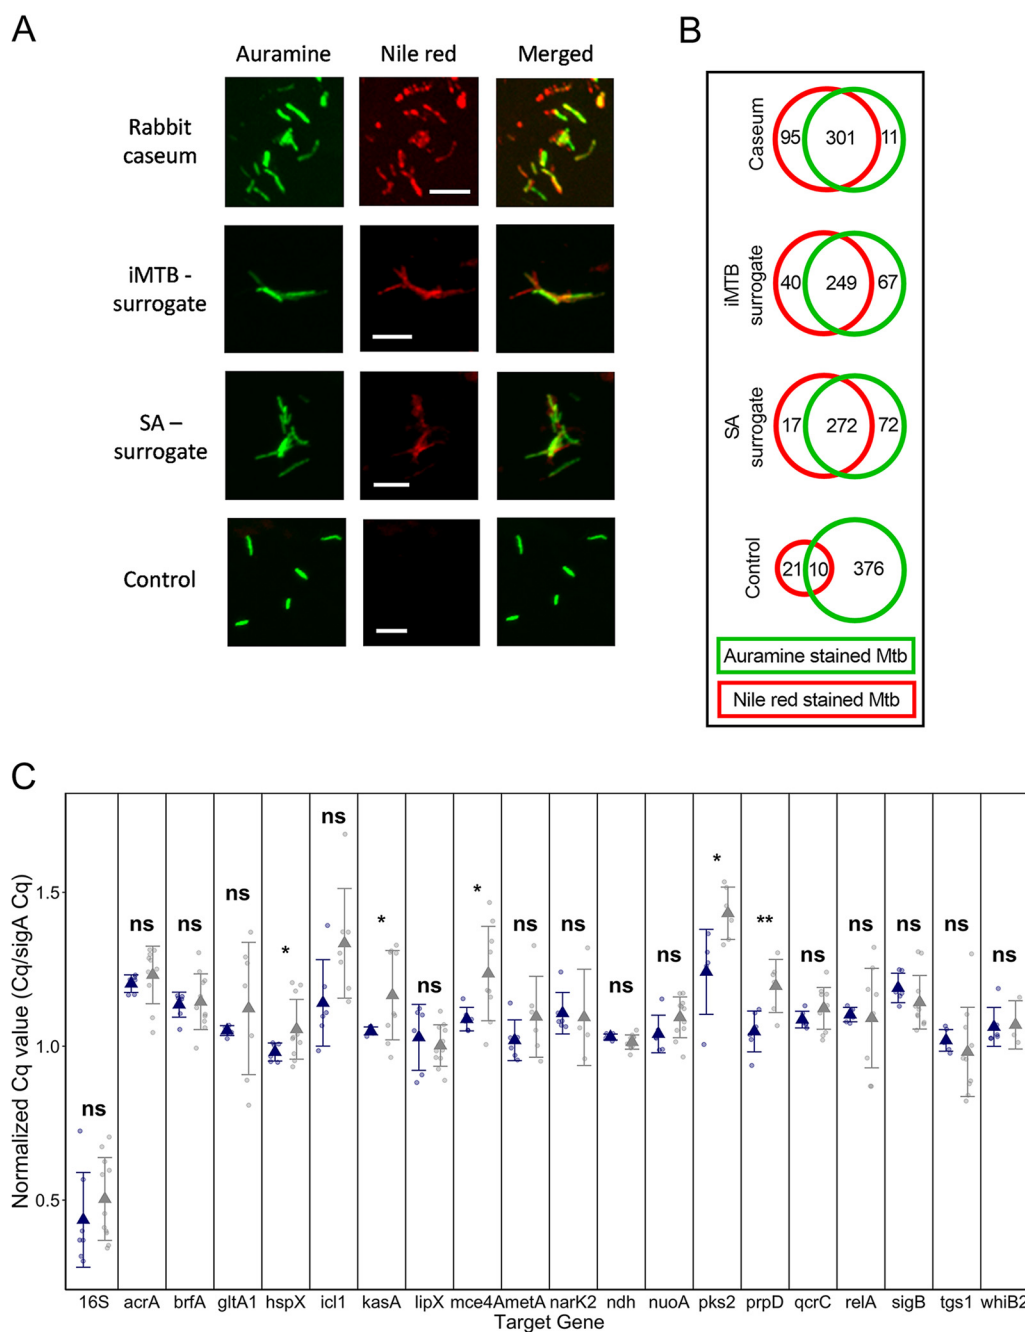 A
Auramine Nile red Merged
Rabbit
caseum
iMTB -
surrogate
SA –
surrogate
Control
B
Caseum
95 301 11
iMTB
surrogate
40 249 67
SA
surrogate
17 272 72
Control
21 10 376
Auramine stained Mtb
Nile red stained Mtb
C
Normalized Cq value (Cq/sigA Cq)
1.5
1.0
0.5
ns ns ns ns * ns * ns * ns ns ns ns * ** ns ns ns ns ns
16S acrA brfA gltA1 hspX icl1 kasA lipX mce4A metA narK2 ndh nuoA pks2 prpD qcrC relA sigB tgs1 whiB2
Target Gene